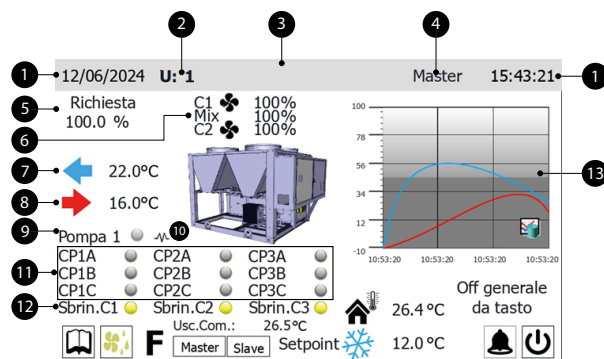 2 3 4
1 12/06/2024 U: 1 Master 15:43:21 1
5 Richiesta
100.0 %
6 C1 100%
Mix 100%
C2 100%
7 22.0°C
8 16.0°C
9 Pompa 1 10
11 CP1A CP2A CP3A
CP1B CP2B CP3B
CP1C CP2C CP3C
12 Sbrin.C1 Sbrin.C2 Sbrin.C3
100
78
56
34
12
-10
13
10:53:20 10:53:20 10:53:20 10:53:20
Off generale
da tasto
26.4 °C
F Usc.Com.: 26.5°C
Master Slave Setpoint 12.0 °C